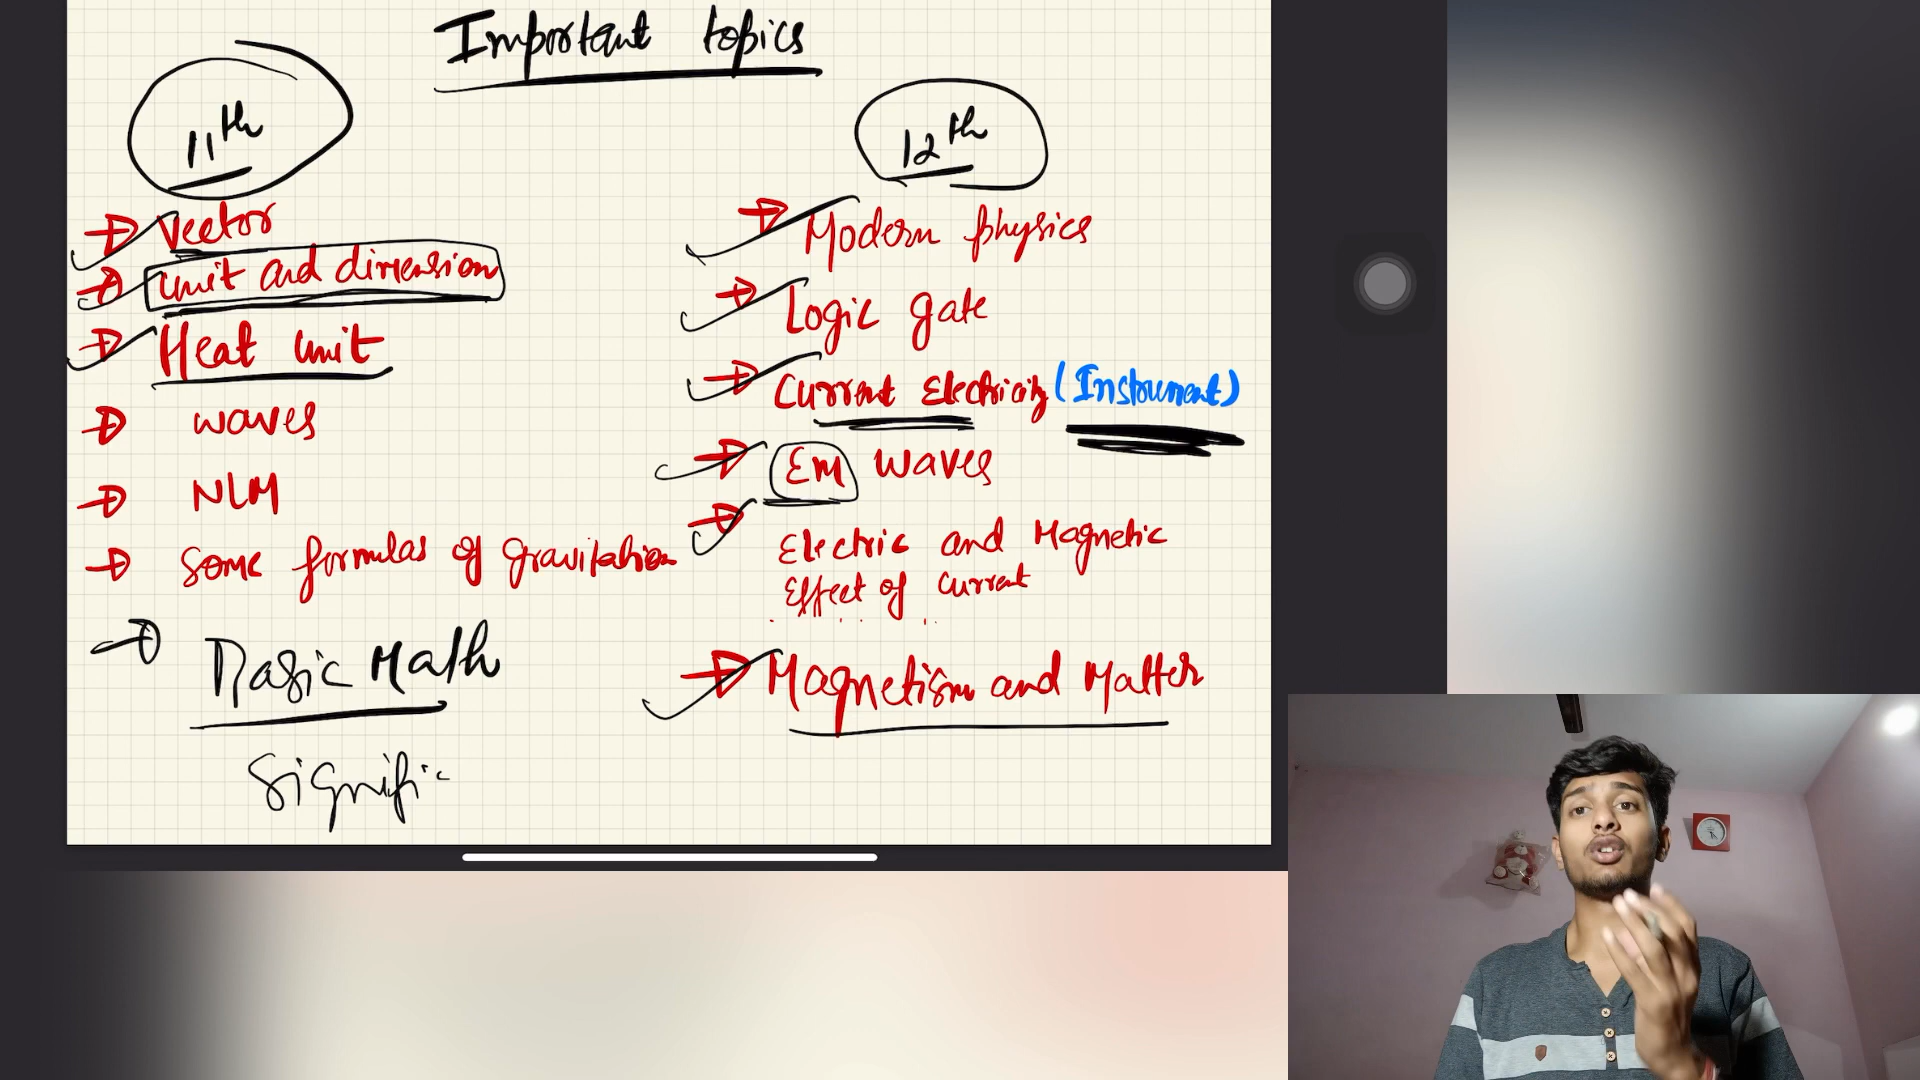 Important topics
11th
Vector
Unit and dimension
Heat unit
waves
NLM
Some formulas of gravitation
Basic Math
Signific
12th
Modern physics
Logic gate
Current Electricity (Instrument)
Em waves
Electric and Magnetic
Effect of Current
Magnetism and Matter